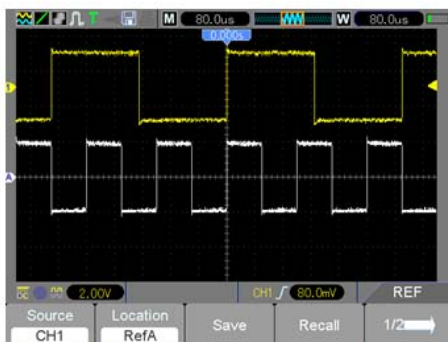 T M 80.0us W 80.0us
0.000s
1
A
2.00V CH1 80.0mV REF
Source Location Save Recall 1/2
CH1 RefA